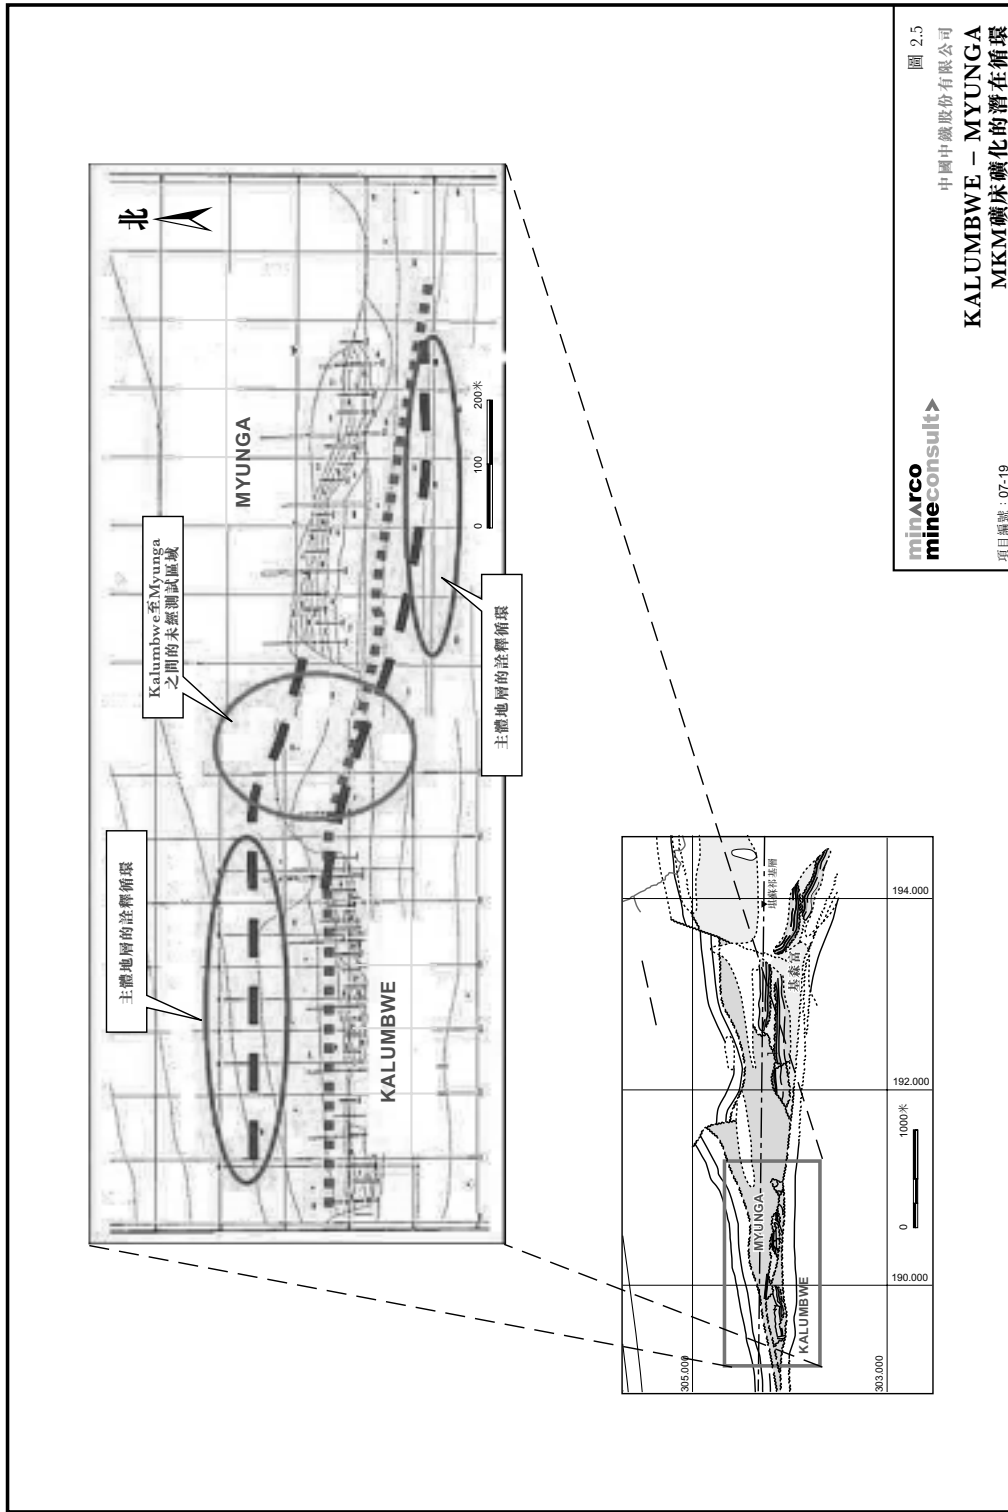 北
MYUNGA
Kalumbwe至Myunga
之間的未經測試區域
主體地層的詮釋循環
KALUMBWE
0 100 200米
主體地層的詮釋循環
305.000
303.000
190.000
192.000
194.000
MYUNGA
KALUMBWE
0 1000米
圖 2.5
中國中鐵股份有限公司
KALUMBWE – MYUNGA
MKM礦床礦化的潛在循環
minarco
mineconsult
項目編號：07-19